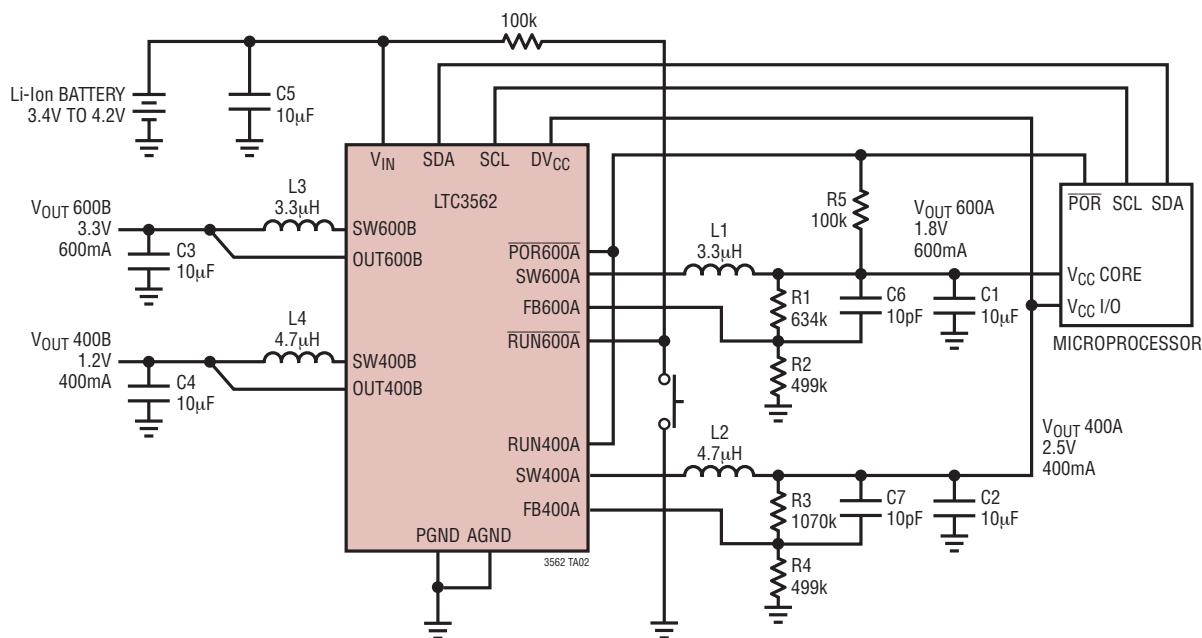 100k
Li-Ion BATTERY
3.4V TO 4.2V
C5
10µF
VIN
SDA
SCL
DVCC
LTC3562
POR
SCL
SDA
VCC CORE
VCC I/O
MICROPROCESSOR
R5
100k
VOUT 600A
1.8V
600mA
VOUT 600B
3.3V
600mA
L3
3.3µH
C3
10µF
SW600B
OUT600B
VOUT 400B
1.2V
400mA
L4
4.7µH
C4
10µF
SW400B
OUT400B
POR600A
SW600A
FB600A
RUN600A
L1
3.3µH
R1
634k
C6
10pF
C1
10µF
R2
499k
RUN400A
SW400A
FB400A
L2
4.7µH
VOUT 400A
2.5V
400mA
R3
1070k
C7
10pF
C2
10µF
R4
499k
PGND
AGND
3562 TA02